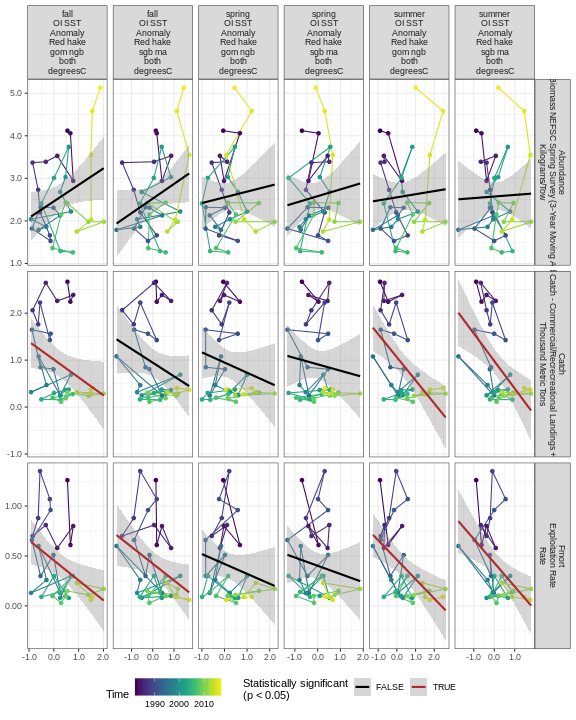 fall
OI SST
Anomaly
Red hake
gom ngb
both
degreesC
fall
OI SST
Anomaly
Red hake
sgb ma
both
degreesC
spring
OI SST
Anomaly
Red hake
gom ngb
both
degreesC
spring
OI SST
Anomaly
Red hake
sgb ma
both
degreesC
summer
OI SST
Anomaly
Red hake
gom ngb
both
degreesC
summer
OI SST
Anomaly
Red hake
sgb ma
both
degreesC
5.0
4.0
3.0
2.0
1.0
Abundance
Biomass NEFSC Spring Survey (3-Year Moving A
Kilograms/Tow
2.0
1.0
0.0
-1.0
Catch
Catch - Commercial/Recreational Landings +
Thousand Metric Tons
1.00
0.50
0.00
Fmort
Exploitation Rate
Rate
-1.0 0.0 1.0 2.0
-1.0 0.0 1.0
-1.0 0.0 1.0 2.0
-1.0 0.0 1.0 2.0
-1.0 0.0 1.0 2.0
-1.0 0.0 1.0
Time
1990 2000 2010
Statistically significant
(p < 0.05)
FALSE
TRUE